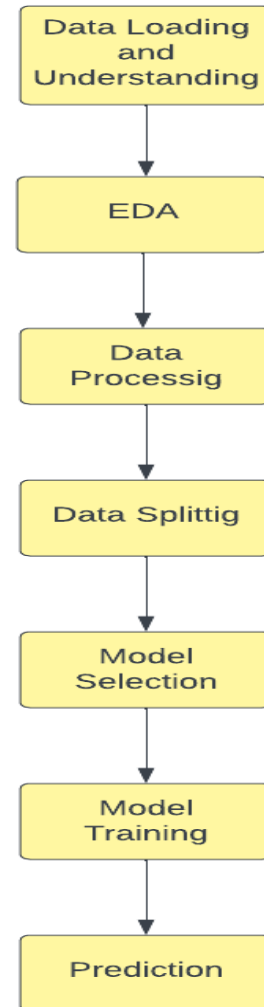 Data Loading
and
Understanding
EDA
Data
Processig
Data Splittig
Model
Selection
Model
Training
Prediction